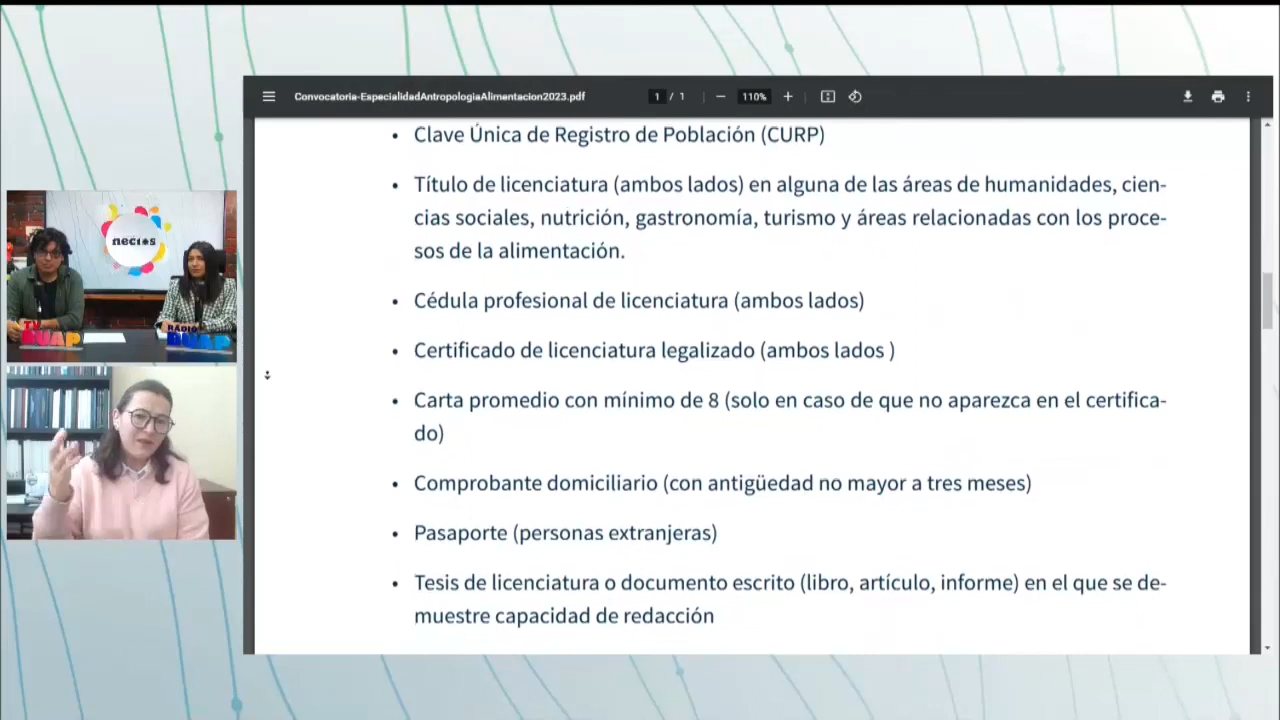 Convocatoria-EspecialidadAntropologiaAlimentacion2023.pdf
1 / 1
110%
• Clave Única de Registro de Población (CURP)
• Título de licenciatura (ambos lados) en alguna de las áreas de humanidades, cien-
cias sociales, nutrición, gastronomía, turismo y áreas relacionadas con los proce-
sos de la alimentación.
• Cédula profesional de licenciatura (ambos lados)
• Certificado de licenciatura legalizado (ambos lados )
• Carta promedio con mínimo de 8 (solo en caso de que no aparezca en el certifica-
do)
• Comprobante domiciliario (con antigüedad no mayor a tres meses)
• Pasaporte (personas extranjeras)
• Tesis de licenciatura o documento escrito (libro, artículo, informe) en el que se de-
muestre capacidad de redacción
necios
TV
BUAP
RADIO
BUAP